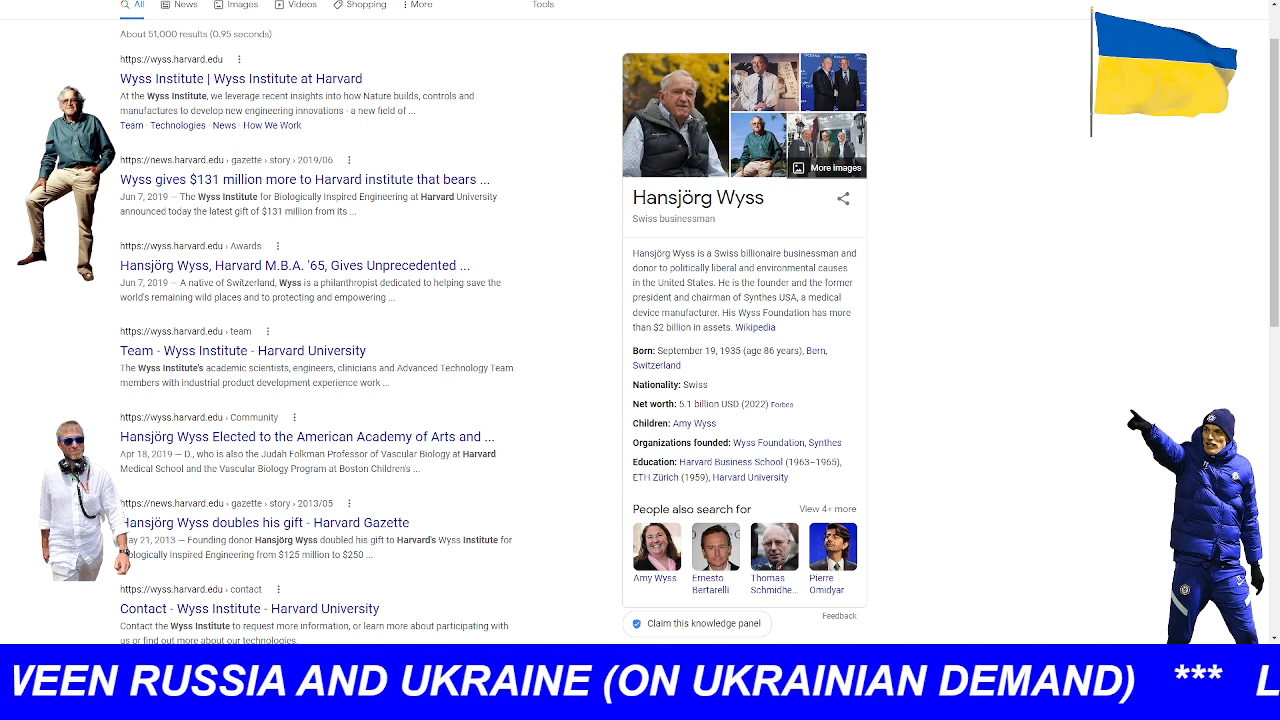 All
News
Images
Videos
Shopping
More
Tools
About 51,000 results (0.95 seconds)
https://wyss.harvard.edu
Wyss Institute | Wyss Institute at Harvard
At the Wyss Institute, we leverage recent insights into how Nature builds, controls and
manufactures to develop new engineering innovations - a new field of ...
Team · Technologies · News · How We Work
https://news.harvard.edu › gazette › story › 2019/06
Wyss gives $131 million more to Harvard institute that bears ...
Jun 7, 2019 — The Wyss Institute for Biologically Inspired Engineering at Harvard University
announced today the latest gift of $131 million from its ...
https://wyss.harvard.edu › Awards
Hansjörg Wyss, Harvard M.B.A. '65, Gives Unprecedented ...
Jun 7, 2019 — A native of Switzerland, Wyss is a philanthropist dedicated to helping save the
world's remaining wild places and to protecting and empowering ...
https://wyss.harvard.edu › team
Team - Wyss Institute - Harvard University
The Wyss Institute's academic scientists, engineers, clinicians and Advanced Technology Team
members with industrial product development experience work ...
https://wyss.harvard.edu › Community
Hansjörg Wyss Elected to the American Academy of Arts and ...
Apr 18, 2019 — D., who is also the Judah Folkman Professor of Vascular Biology at Harvard
Medical School and the Vascular Biology Program at Boston Children's ...
https://news.harvard.edu › gazette › story › 2013/05
Hansjörg Wyss doubles his gift - Harvard Gazette
May 21, 2013 — Founding donor Hansjörg Wyss doubled his gift to Harvard's Wyss Institute for
Biologically Inspired Engineering from $125 million to $250 ...
https://wyss.harvard.edu › contact
Contact - Wyss Institute - Harvard University
Contact the Wyss Institute to request more information, or learn more about participating with
us or find out more about our technologies.
More images
Hansjörg Wyss
Swiss businessman
Hansjörg Wyss is a Swiss billionaire businessman and
donor to politically liberal and environmental causes
in the United States. He is the founder and the former
president and chairman of Synthes USA, a medical
device manufacturer. His Wyss Foundation has more
than $2 billion in assets. Wikipedia
Born: September 19, 1935 (age 86 years), Bern,
Switzerland
Nationality: Swiss
Net worth: 5.1 billion USD (2022) Forbes
Children: Amy Wyss
Organizations founded: Wyss Foundation, Synthes
Education: Harvard Business School (1963–1965),
ETH Zürich (1959), Harvard University
People also search for
View 4+ more
Amy Wyss
Ernesto
Bertarelli
Thomas
Schmidhe...
Pierre
Omidyar
Feedback
Claim this knowledge panel
VEEN RUSSIA AND UKRAINE (ON UKRAINIAN DEMAND) *** L